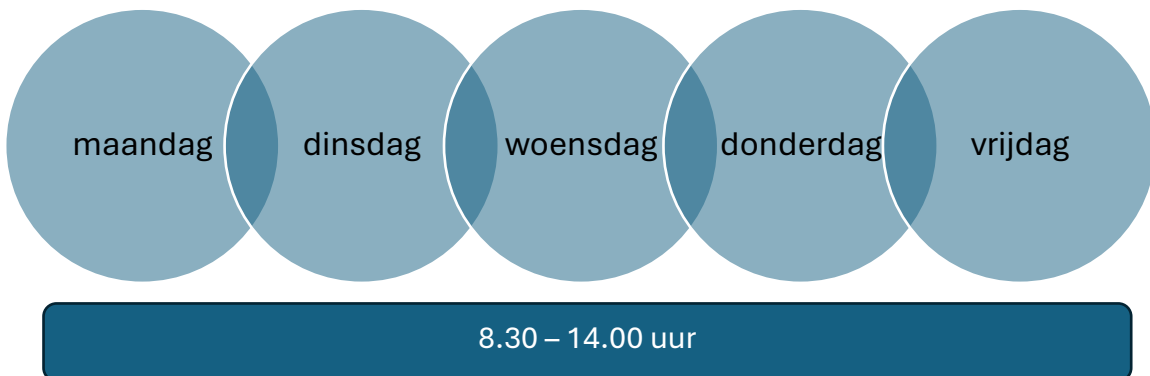 maandag dinsdag woensdag donderdag vrijdag
8.30 – 14.00 uur